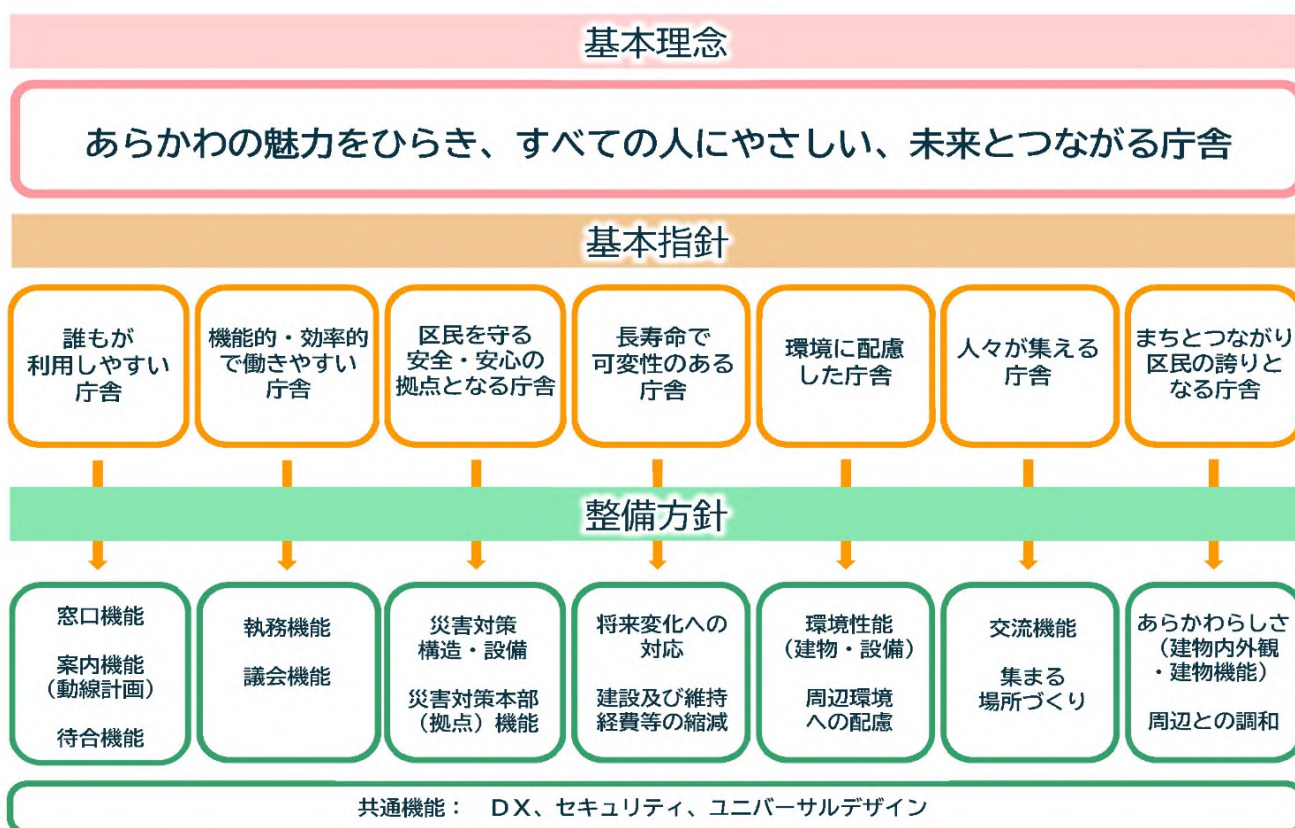 基本理念
あらかわの魅力をひらき、すべての人にやさしい、未来とつながる庁舎
基本指針
誰もが
利用しやすい
庁舎
機能的・効率的
で働きやすい
庁舎
区民を守る
安全・安心の
拠点となる庁舎
長寿命で
可変性のある
庁舎
環境に配慮
した庁舎
人々が集える
庁舎
まちとつながり
区民の誇りと
なる庁舎
整備方針
窓口機能
案内機能
（動線計画）
待合機能
執務機能
議会機能
災害対策
構造・設備
災害対策本部
（拠点）機能
将来変化への
対応
建設及び維持
経費等の縮減
環境性能
（建物・設備）
周辺環境
への配慮
交流機能
集まる
場所づくり
あらかわらしさ
（建物内外観
・建物機能）
周辺との調和
共通機能：　DX、セキュリティ、ユニバーサルデザイン